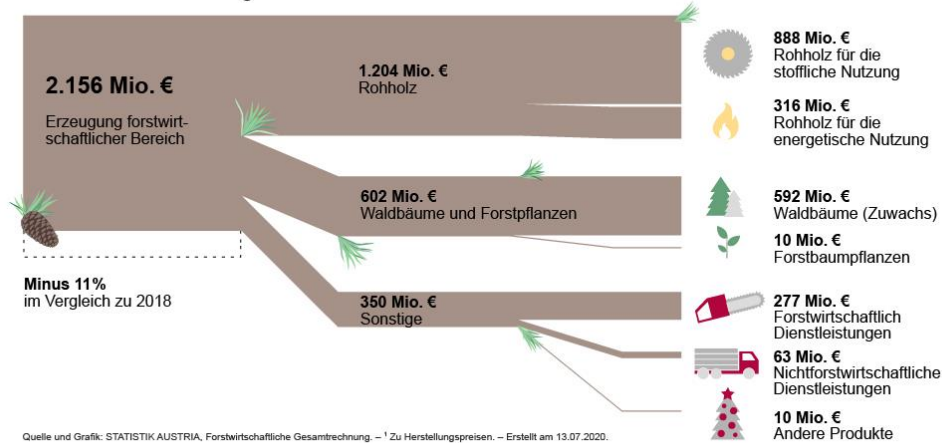 2.156 Mio. €
Erzeugung forstwirt-
schaftlicher Bereich
Minus 11%
im Vergleich zu 2018
1.204 Mio. €
Rohholz
602 Mio. €
Waldbäume und Forstpflanzen
350 Mio. €
Sonstige
888 Mio. €
Rohholz für die
stoffliche Nutzung
316 Mio. €
Rohholz für die
energetische Nutzung
592 Mio. €
Waldbäume (Zuwachs)
10 Mio. €
Forstbaumpflanzen
277 Mio. €
Forstwirtschaftlich
Dienstleistungen
63 Mio. €
Nichtforstwirtschaftliche
Dienstleistungen
10 Mio. €
Andere Produkte
Quelle und Grafik: STATISTIK AUSTRIA, Forstwirtschaftliche Gesamtrechnung. – ¹ Zu Herstellungspreisen. – Erstellt am 13.07.2020.